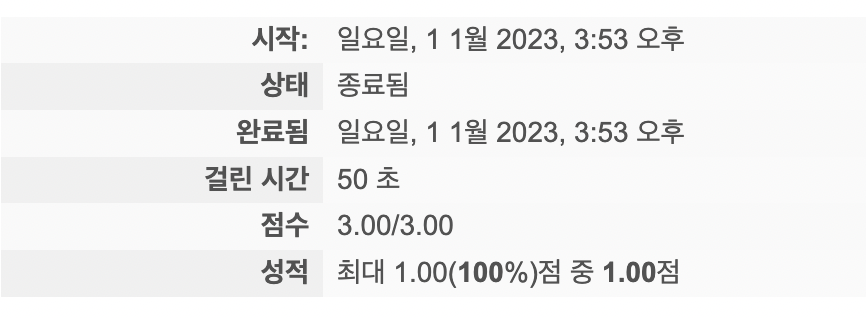 시작: 일요일, 1 1월 2023, 3:53 오후
상태 종료됨
완료됨 일요일, 1 1월 2023, 3:53 오후
걸린 시간 50 초
점수 3.00/3.00
성적 최대 1.00(100%)점 중 1.00점